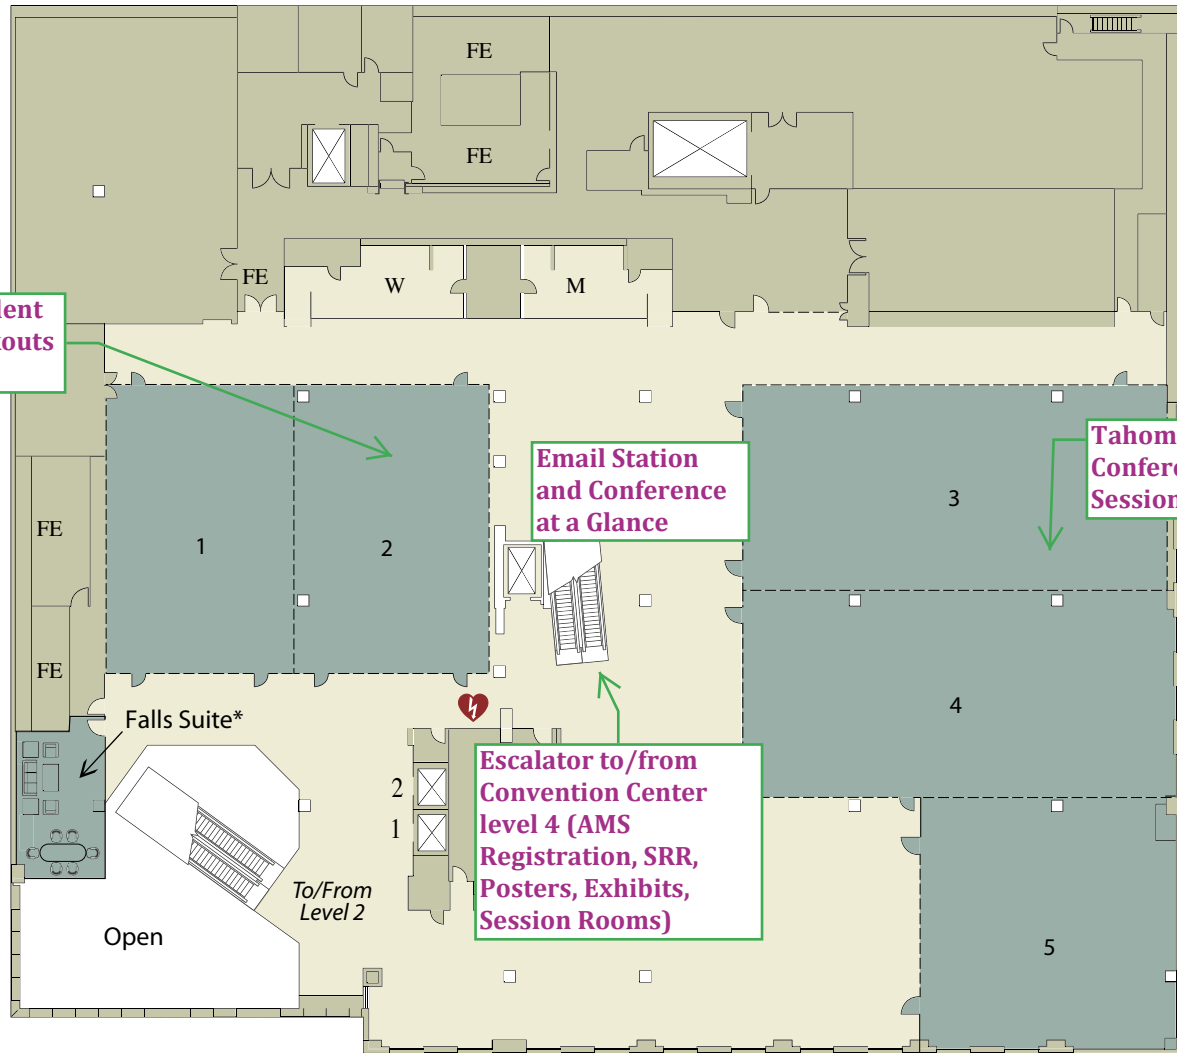 FE
FE
FE
W
M
Email Station
and Conference
at a Glance
Session
3
1
2
FE
FE
4
Falls Suite*
2
1
Escalator to/from
Convention Center
level 4 (AMS
Registration, SRR,
Posters, Exhibits,
Session Rooms)
To/From
Level 2
Open
5